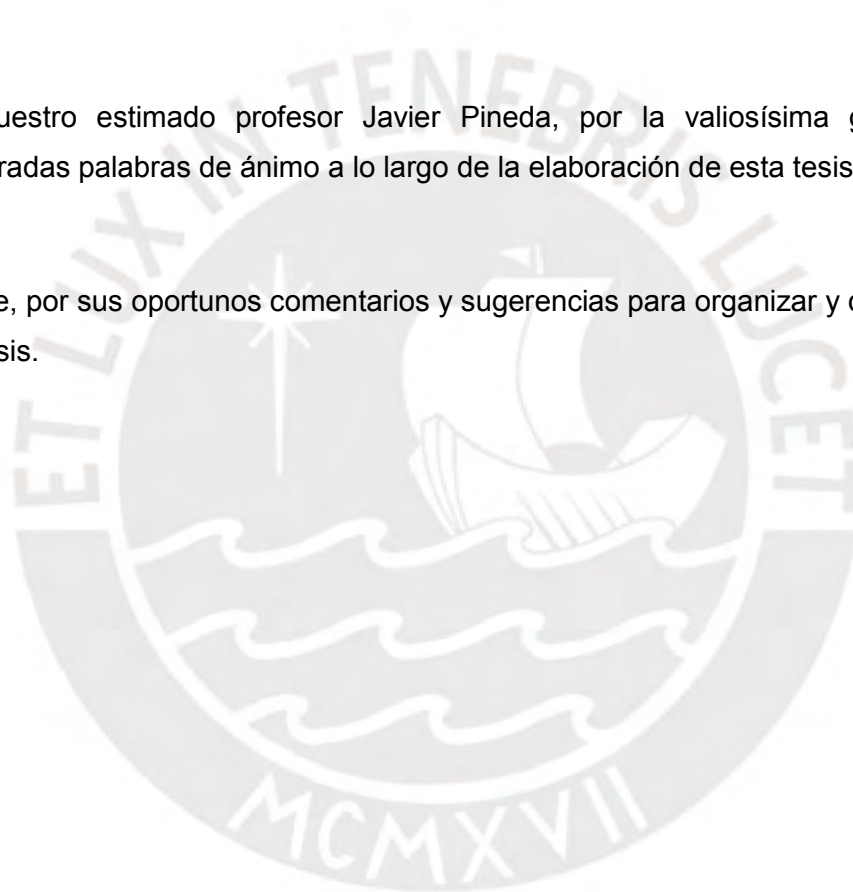 uestro estimado profesor Javier Pineda, por la valiosísima g
radas palabras de ánimo a lo largo de la elaboración de esta tesis
e, por sus oportunos comentarios y sugerencias para organizar y
sis.
ET LUX IN TENEBRIS LUCET
MCMXVII